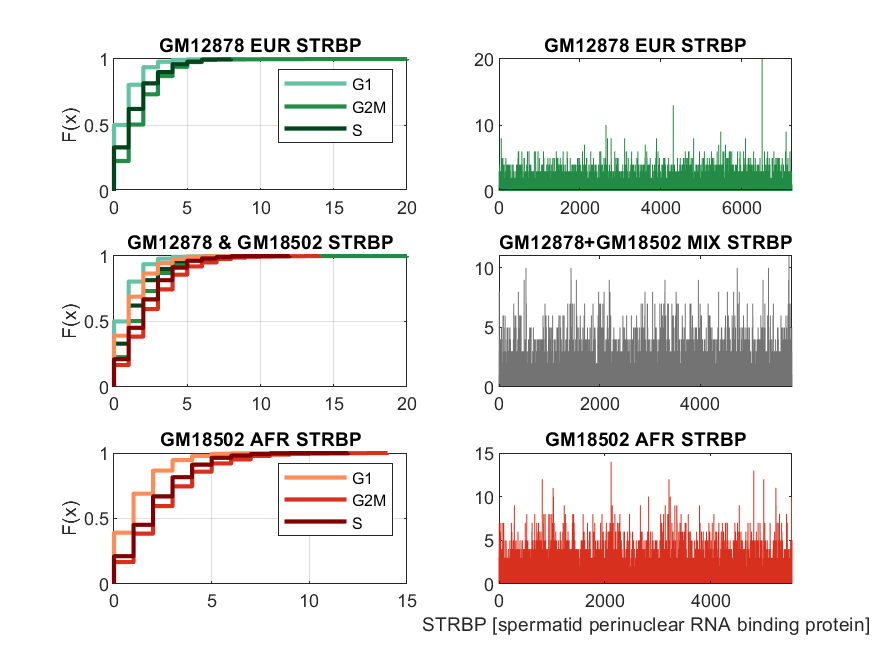 GM12878 EUR STRBP
1
0.5
0
F(x)
0 5 10 15 20
G1
G2M
S
GM12878 EUR STRBP
20
10
0
0 2000 4000 6000
GM12878 & GM18502 STRBP
1
0.5
0
F(x)
0 5 10 15 20
GM12878+GM18502 MIX STRBP
10
5
0
0 2000 4000
GM18502 AFR STRBP
1
0.5
0
F(x)
0 5 10 15
G1
G2M
S
GM18502 AFR STRBP
15
10
5
0
0 2000 4000
STRBP [spermatid perinuclear RNA binding protein]